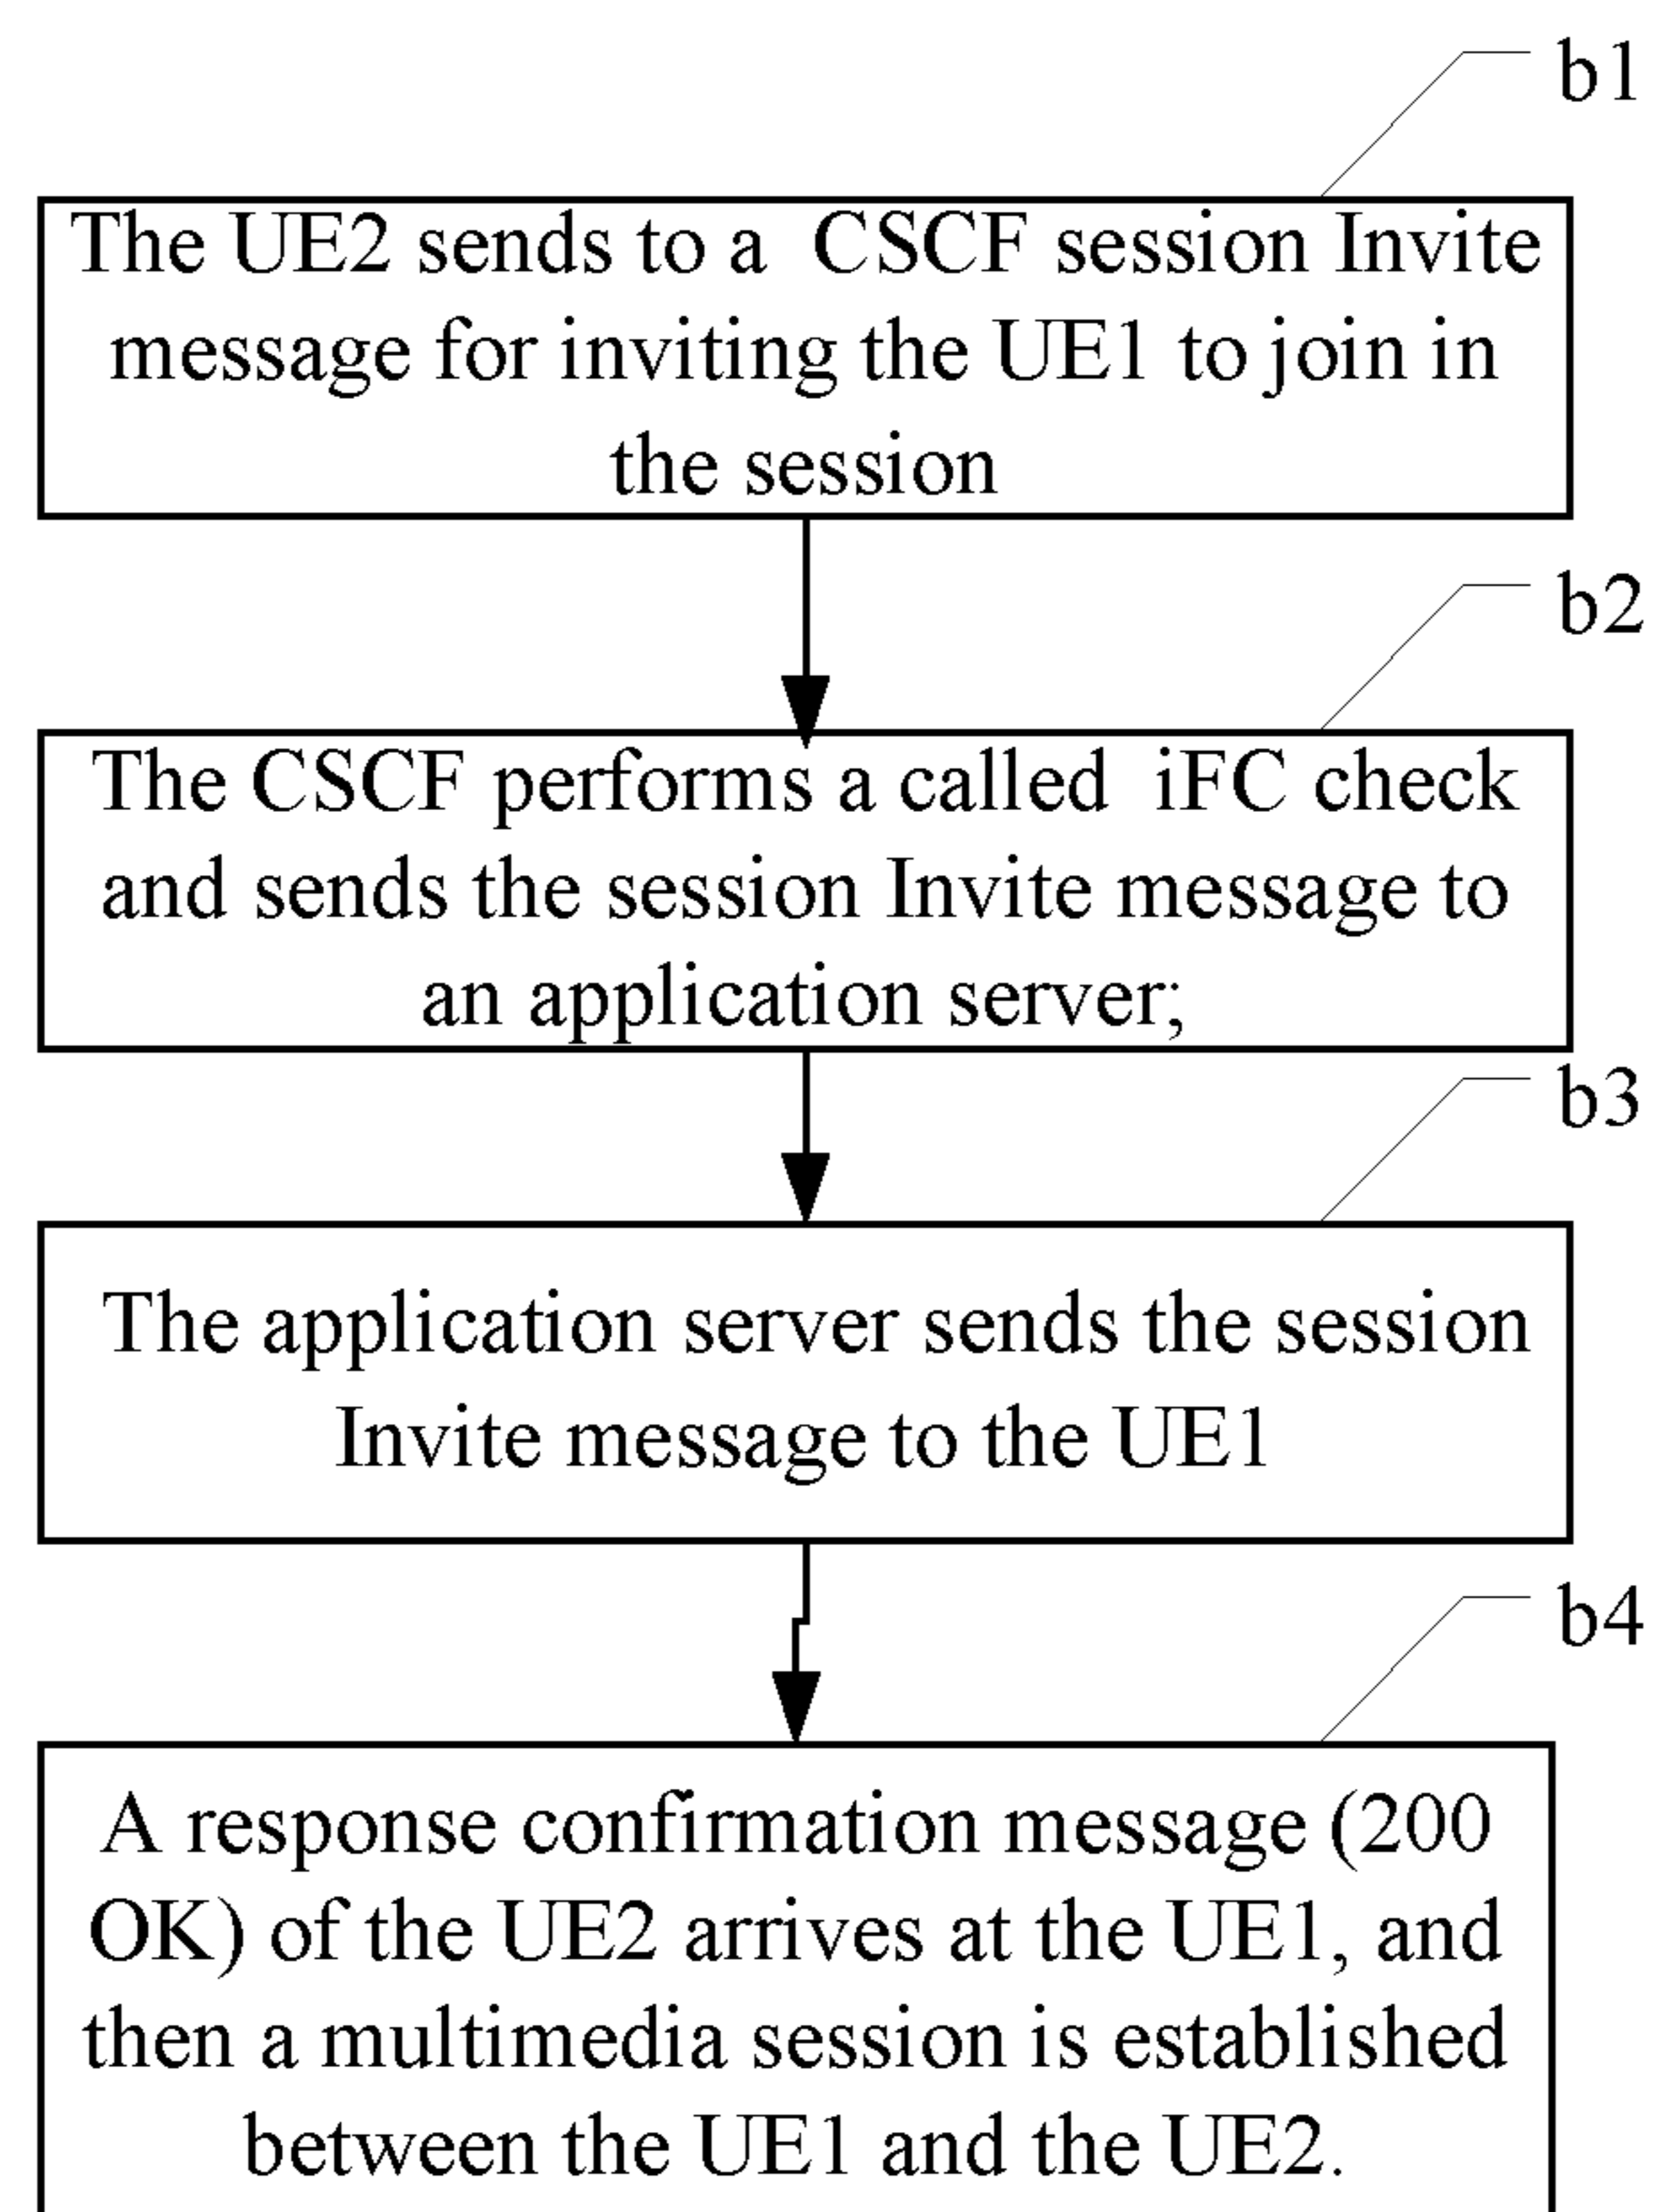 b1
The UE2 sends to a CSCF session Invite
message for inviting the UE1 to join in
the session
b2
The CSCF performs a called iFC check
and sends the session Invite message to
an application server;
b3
The application server sends the session
Invite message to the UE1
b4
A response confirmation message (200
OK) of the UE2 arrives at the UE1, and
then a multimedia session is established
between the UE1 and the UE2.